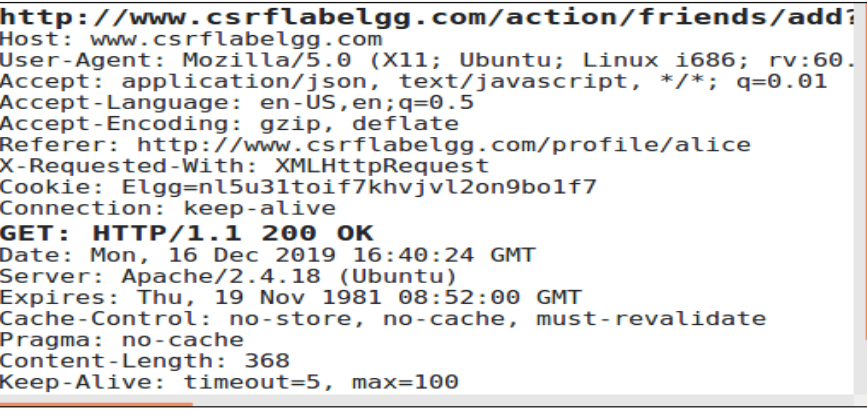 http://www.csrflabelgg.com/action/friends/add?
Host: www.csrflabelgg.com
User-Agent: Mozilla/5.0 (X11; Ubuntu; Linux i686; rv:60.
Accept: application/json, text/javascript, */*; q=0.01
Accept-Language: en-US,en;q=0.5
Accept-Encoding: gzip, deflate
Referer: http://www.csrflabelgg.com/profile/alice
X-Requested-With: XMLHttpRequest
Cookie: Elgg=nl5u31toif7khvjvl2on9bo1f7
Connection: keep-alive
GET: HTTP/1.1 200 OK
Date: Mon, 16 Dec 2019 16:40:24 GMT
Server: Apache/2.4.18 (Ubuntu)
Expires: Thu, 19 Nov 1981 08:52:00 GMT
Cache-Control: no-store, no-cache, must-revalidate
Pragma: no-cache
Content-Length: 368
Keep-Alive: timeout=5, max=100